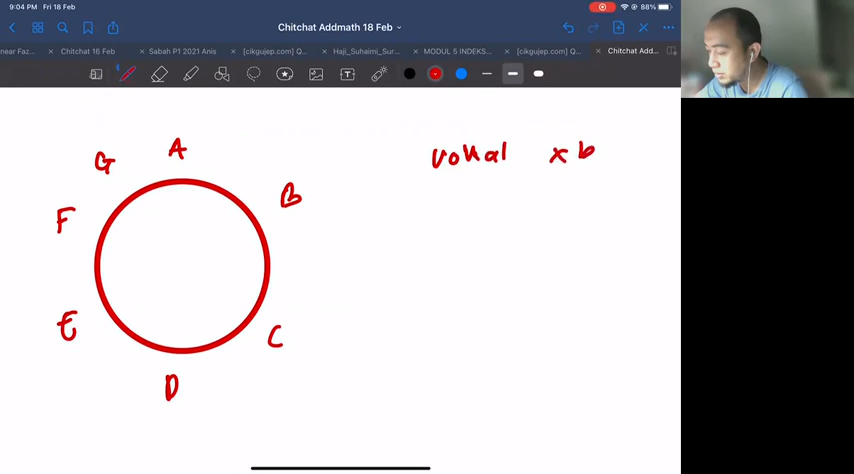 9:04 PM Fri 18 Feb
88%
Chitchat Addmath 18 Feb
near Faz...
Chitchat 16 Feb
Sabah P1 2021 Anis
[cikgujep.com] Q...
Haji_Suhaimi_Sur...
MODUL 5 INDEKS...
[cikgujep.com] Q...
Chitchat Add...
G A
vokal x b
B
F
E
C
D